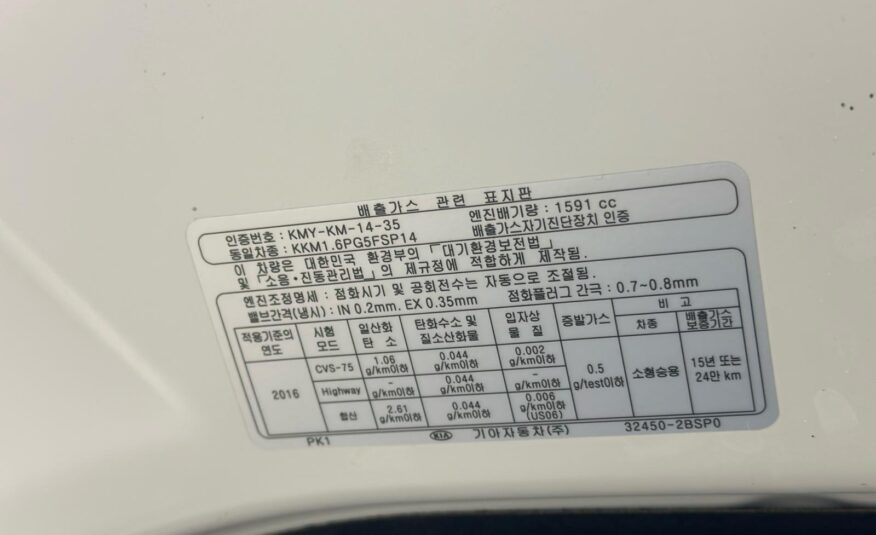 배출가스 관련 표지판
인증번호 : KMY-KM-14-35 엔진배기량 : 1591 cc
동일차종 : KKM1.6PG5FSP14 배출가스자기진단장치 인증
이 차량은 대한민국 환경부의 「대기환경보전법」
및 「소음·진동관리법」의 제규정에 적합하게 제작됨.
엔진조정명세 : 점화시기 및 공회전수는 자동으로 조절됨.
밸브간격(냉시) : IN 0.2mm. EX 0.35mm 점화플러그 간극 : 0.7~0.8mm
적용기준의 연도 시험 모드 일산화 탄소 탄화수소 및 질소산화물 입자상 물질 증발가스 비고
차종 배출가스 보증기간
2016 CVS-75 1.06 g/km이하 0.044 g/km이하 0.002 g/km이하 0.5 g/test이하 소형승용 15년 또는 24만 km
Highway - g/km이하 0.044 g/km이하 - g/km이하
합산 2.61 g/km이하 0.044 g/km이하 0.006 g/km이하 (US06)
PK1 KIA 기아자동차(주) 32450-2BSP0